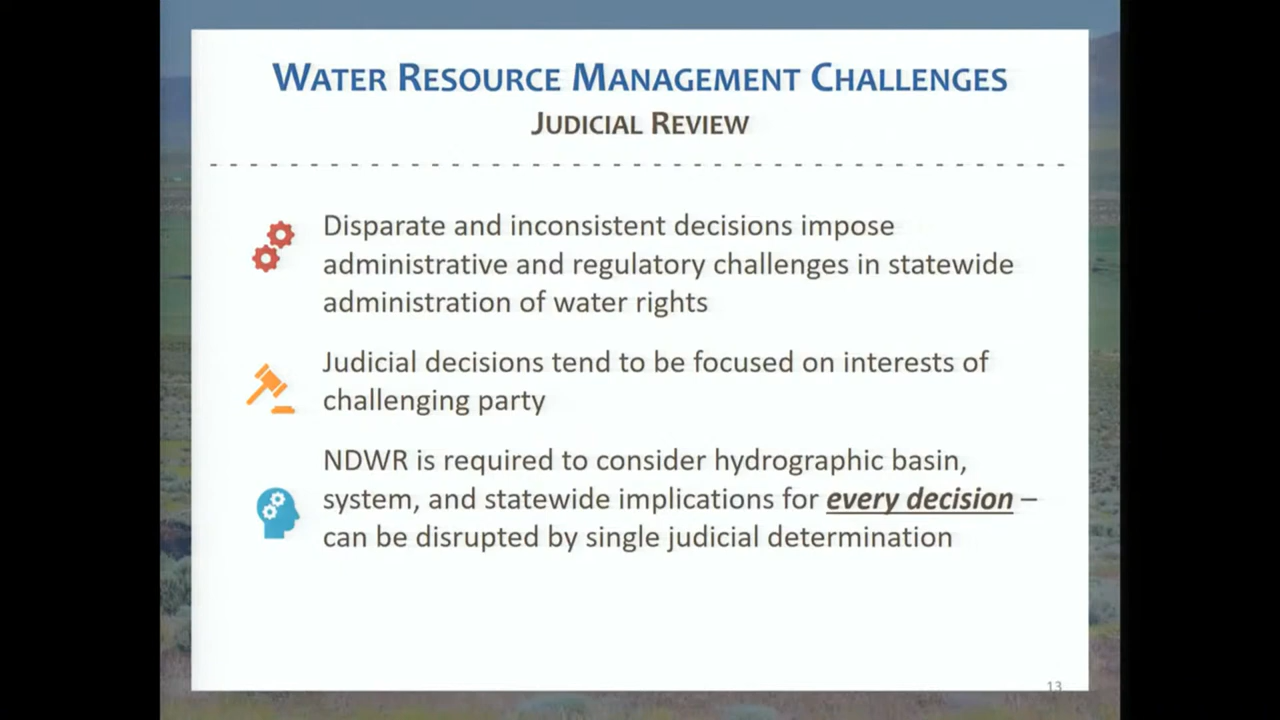 WATER RESOURCE MANAGEMENT CHALLENGES
JUDICIAL REVIEW
Disparate and inconsistent decisions impose
administrative and regulatory challenges in statewide
administration of water rights
Judicial decisions tend to be focused on interests of
challenging party
NDWR is required to consider hydrographic basin,
system, and statewide implications for every decision –
can be disrupted by single judicial determination
13